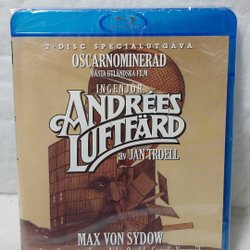 2-DISC SPECIALUTGÅVA
OSCARNOMINERAD
BÄSTA UTLÄNDSKA FILM
INGENJÖR
ANDRÉES
LUFTFÄRD
av JAN TROELL
MAX VON SYDOW